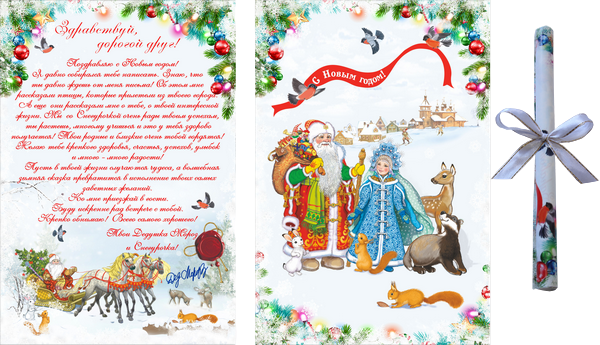 Здравствуй,
дорогой друг!
Поздравляю с Новым годом!
Я давно собирался тебе написать. Знаю, что
ты давно ждешь от меня письма! Об этом мне
рассказали птицы, которые прилетели из твоего города.
А еще они рассказали мне о тебе, о твоей интересной
жизни. Мы со Снегурочкой очень рады твоим успехам,
ты растешь, многому учишься и это у тебя здорово
получается! Твои родные и близкие очень тобой гордятся!
Желаю тебе крепкого здоровья, счастья, успехов, улыбок
и много - много радости!
Пусть в твоей жизни случаются чудеса, а волшебная
зимняя сказка превратится в исполнение твоих самых
заветных желаний.
Ко мне приезжай в гости.
Буду искренне рад встрече с тобой.
Крепко обнимаю! Всего самого хорошего!
Твои Дедушка Мороз
и Снегурочка!
С Новым годом!